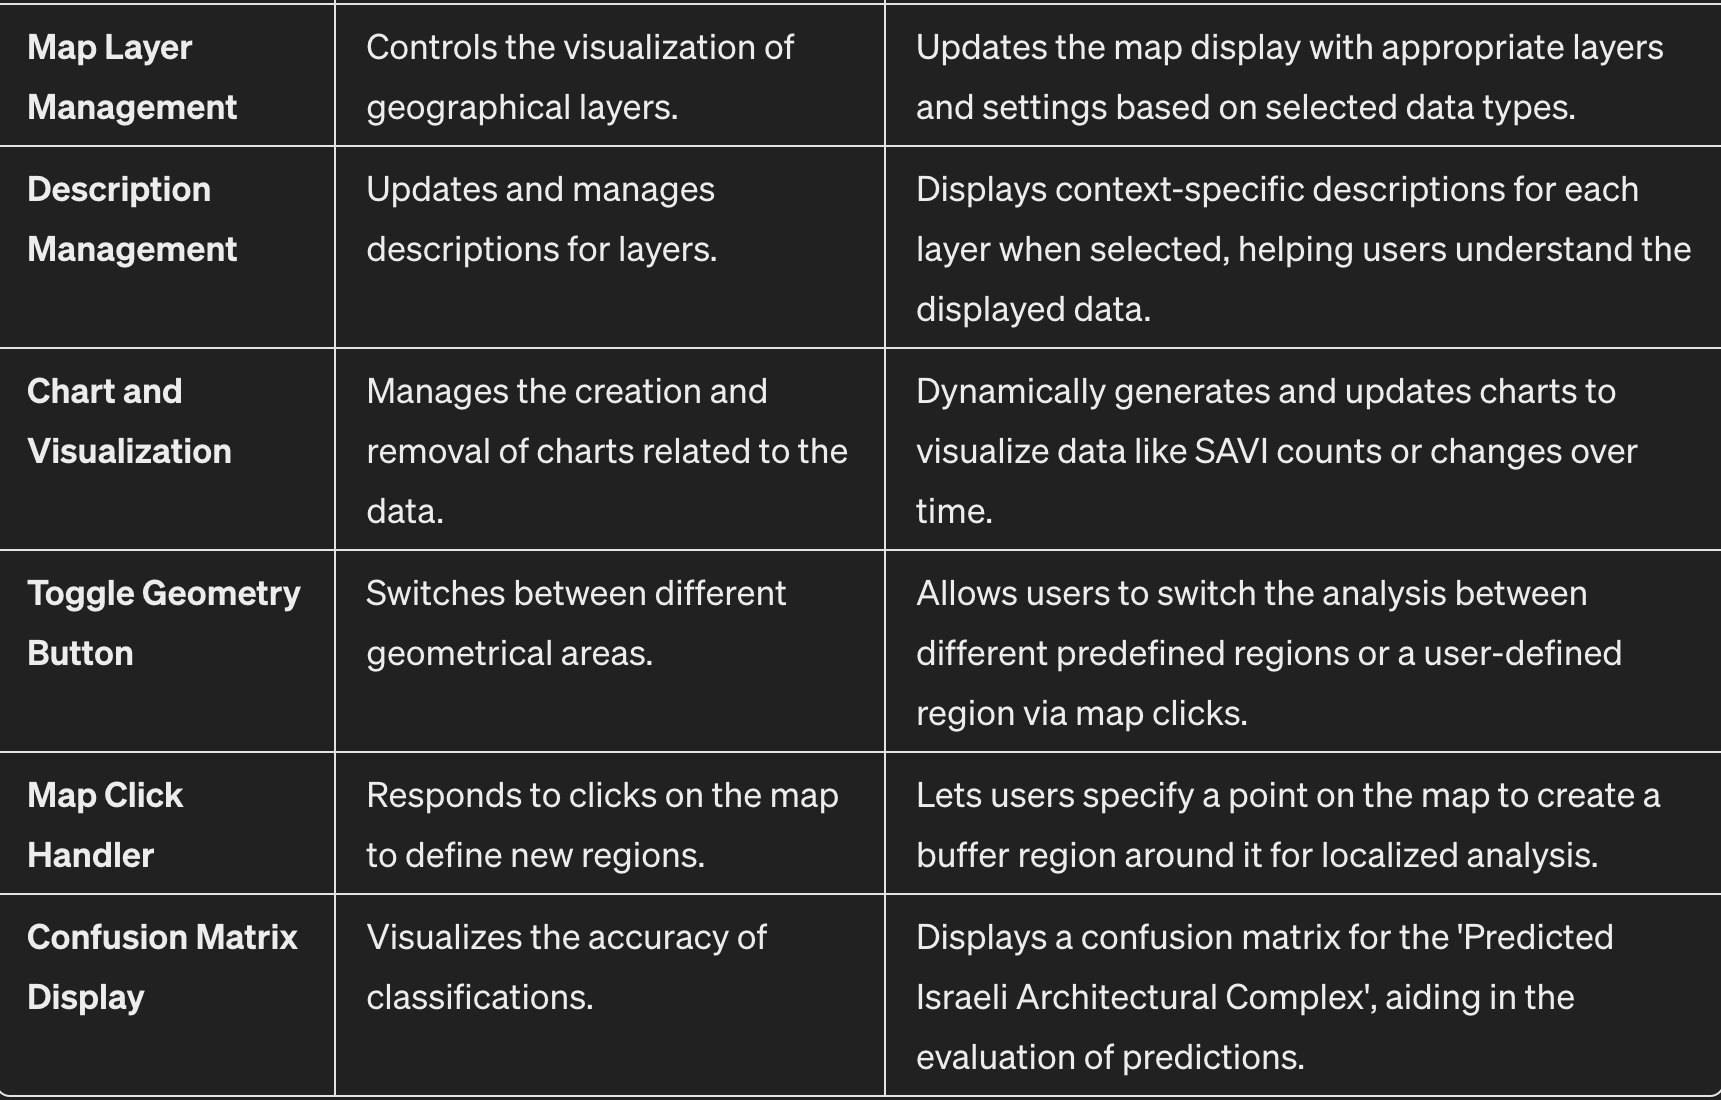 Map Layer
Management
Controls the visualization of
geographical layers.
Updates the map display with appropriate layers
and settings based on selected data types.
Description
Management
Updates and manages
descriptions for layers.
Displays context-specific descriptions for each
layer when selected, helping users understand the
displayed data.
Chart and
Visualization
Manages the creation and
removal of charts related to the
data.
Dynamically generates and updates charts to
visualize data like SAVI counts or changes over
time.
Toggle Geometry
Button
Switches between different
geometrical areas.
Allows users to switch the analysis between
different predefined regions or a user-defined
region via map clicks.
Map Click
Handler
Responds to clicks on the map
to define new regions.
Lets users specify a point on the map to create a
buffer region around it for localized analysis.
Confusion Matrix
Display
Visualizes the accuracy of
classifications.
Displays a confusion matrix for the 'Predicted
Israeli Architectural Complex', aiding in the
evaluation of predictions.